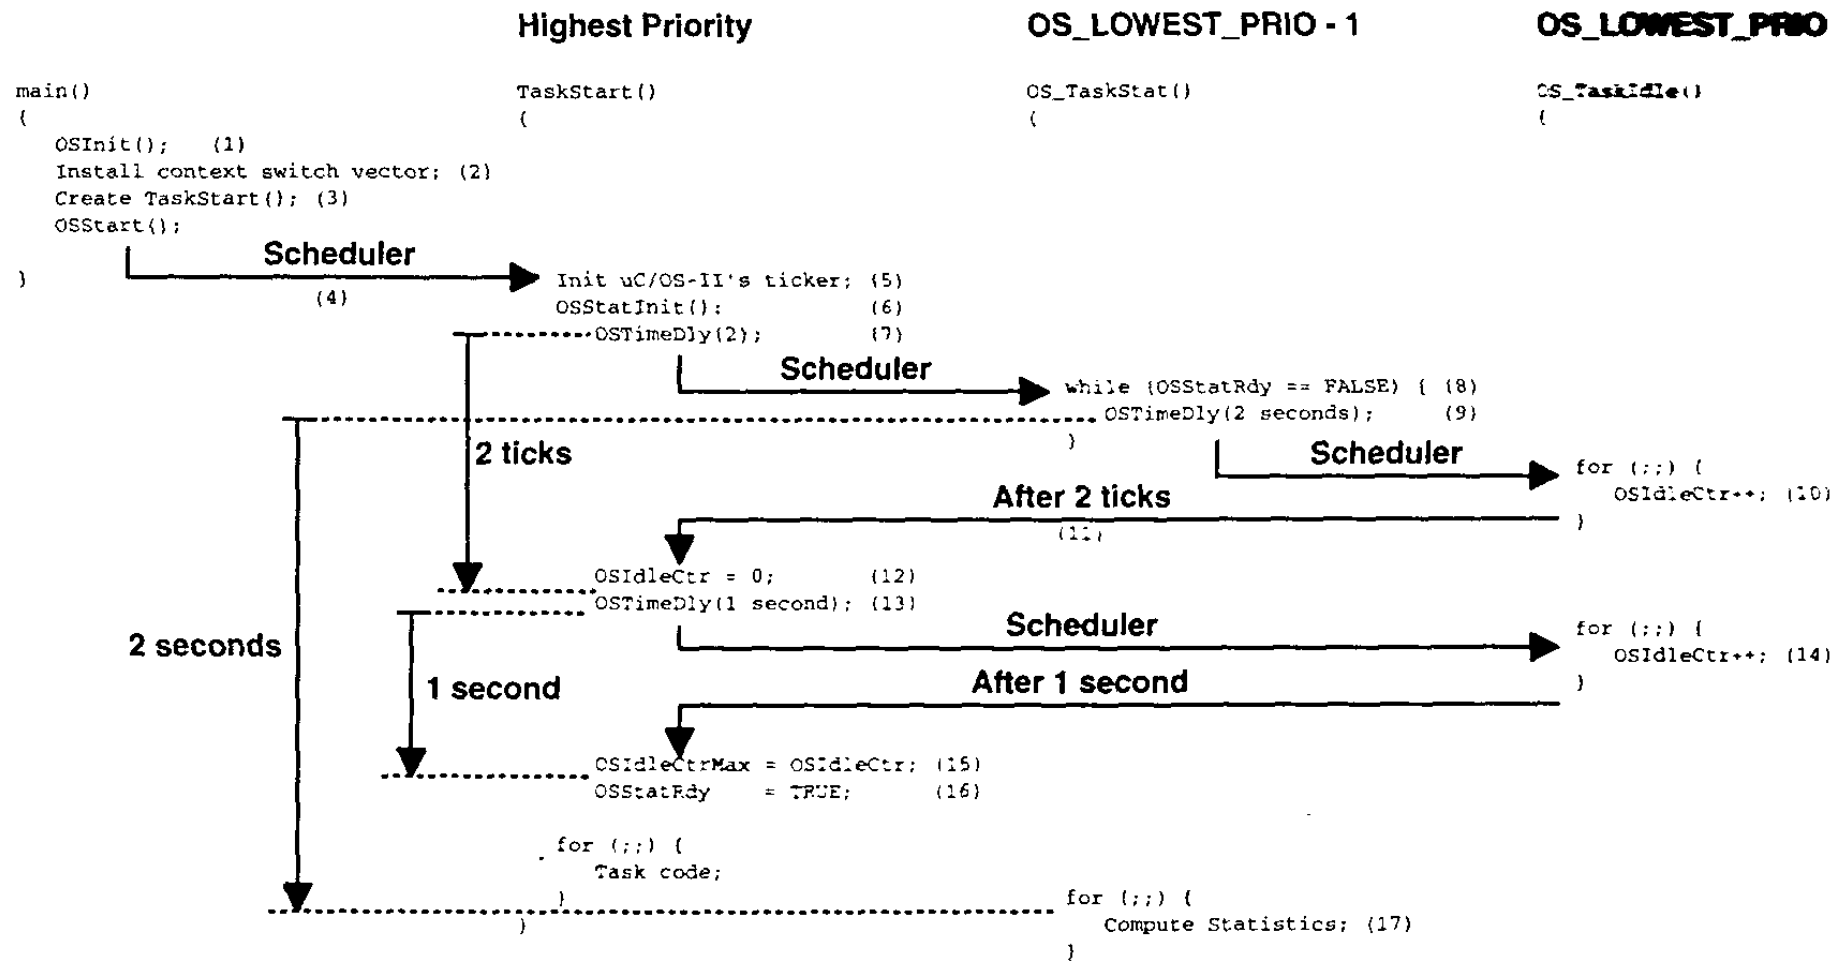 Highest Priority OS_LOWEST_PRIO - 1 OS_LOWEST_PRIO
main() TaskStart() OS_TaskStat() OS_TaskIdle()
{ { { {
OSInit(); (1)
Install context switch vector; (2)
Create TaskStart(); (3)
OSStart();
Scheduler
} Init uC/OS-II's ticker; (5)
(4)
OSStatInit(); (6)
OSTimeDly(2); (7)
Scheduler
while (OSStatRdy == FALSE) { (8)
OSTimeDly(2 seconds); (9)
}
2 ticks Scheduler
for (;;) {
OSIdleCtr++; (10)
}
After 2 ticks
(11)
OSIdleCtr = 0; (12)
OSTimeDly(1 second); (13)
Scheduler
for (;;) {
OSIdleCtr++; (14)
}
2 seconds
1 second
After 1 second
OSIdleCtrMax = OSIdleCtr; (15)
OSStatRdy = TRUE; (16)
for (;;) {
Task code;
}
}
for (;;) {
Compute Statistics; (17)
}